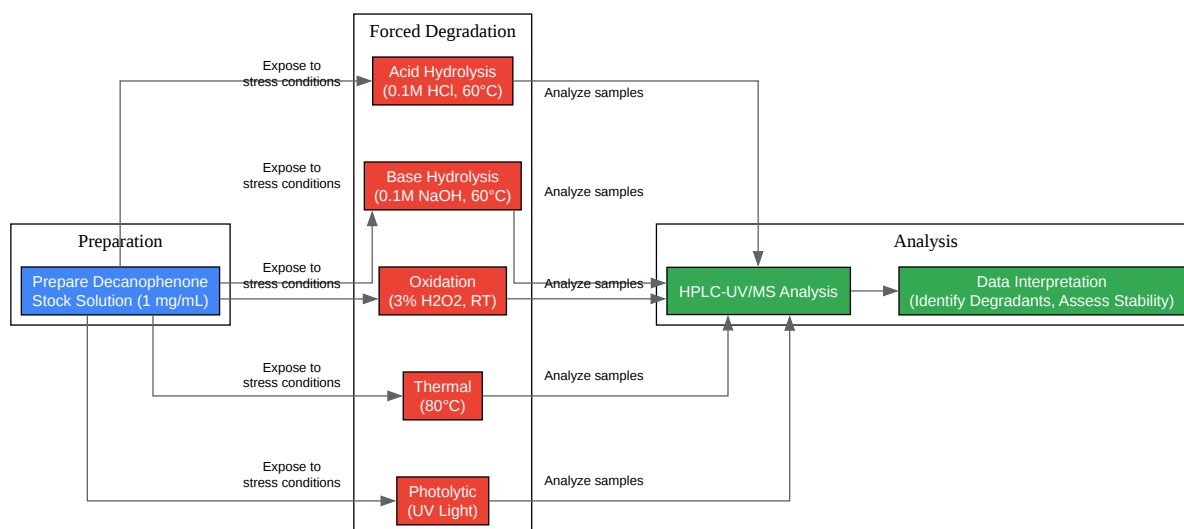 Forced Degradation
Expose to
stress conditions
Acid Hydrolysis
(0.1M HCl, 60°C)
Analyze samples
Expose to
stress conditions
Base Hydrolysis
(0.1M NaOH, 60°C)
Analyze samples
Preparation
Analysis
Prepare Decanophenone
Stock Solution (1 mg/mL)
Expose to
stress conditions
Oxidation
(3% H2O2, RT)
Analyze samples
HPLC-UV/MS Analysis
Data Interpretation
(Identify Degradants, Assess Stability)
Expose to
stress conditions
Thermal
(80°C)
Analyze samples
Expose to
stress conditions
Photolytic
(UV Light)
Analyze samples